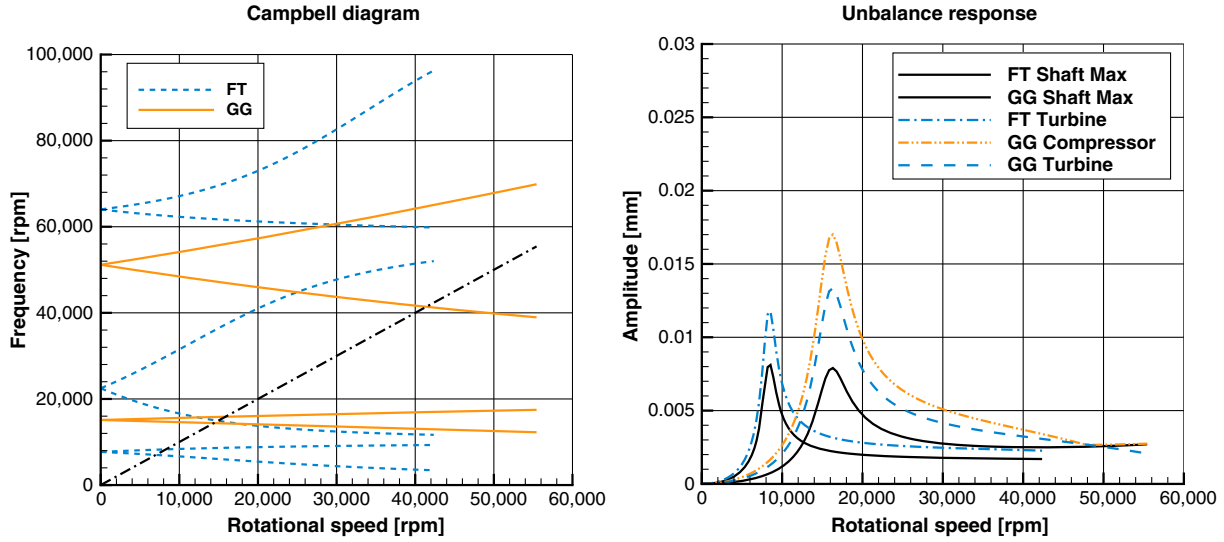 Campbell diagram
100,000
80,000
60,000
40,000
20,000
0
FT
GG
Frequency [rpm]
0 10,000 20,000 30,000 40,000 50,000 60,000
Rotational speed [rpm]
Unbalance response
0.03
0.025
0.02
0.015
0.01
0.005
0
FT Shaft Max
GG Shaft Max
FT Turbine
GG Compressor
GG Turbine
Amplitude [mm]
0 10,000 20,000 30,000 40,000 50,000 60,000
Rotational speed [rpm]